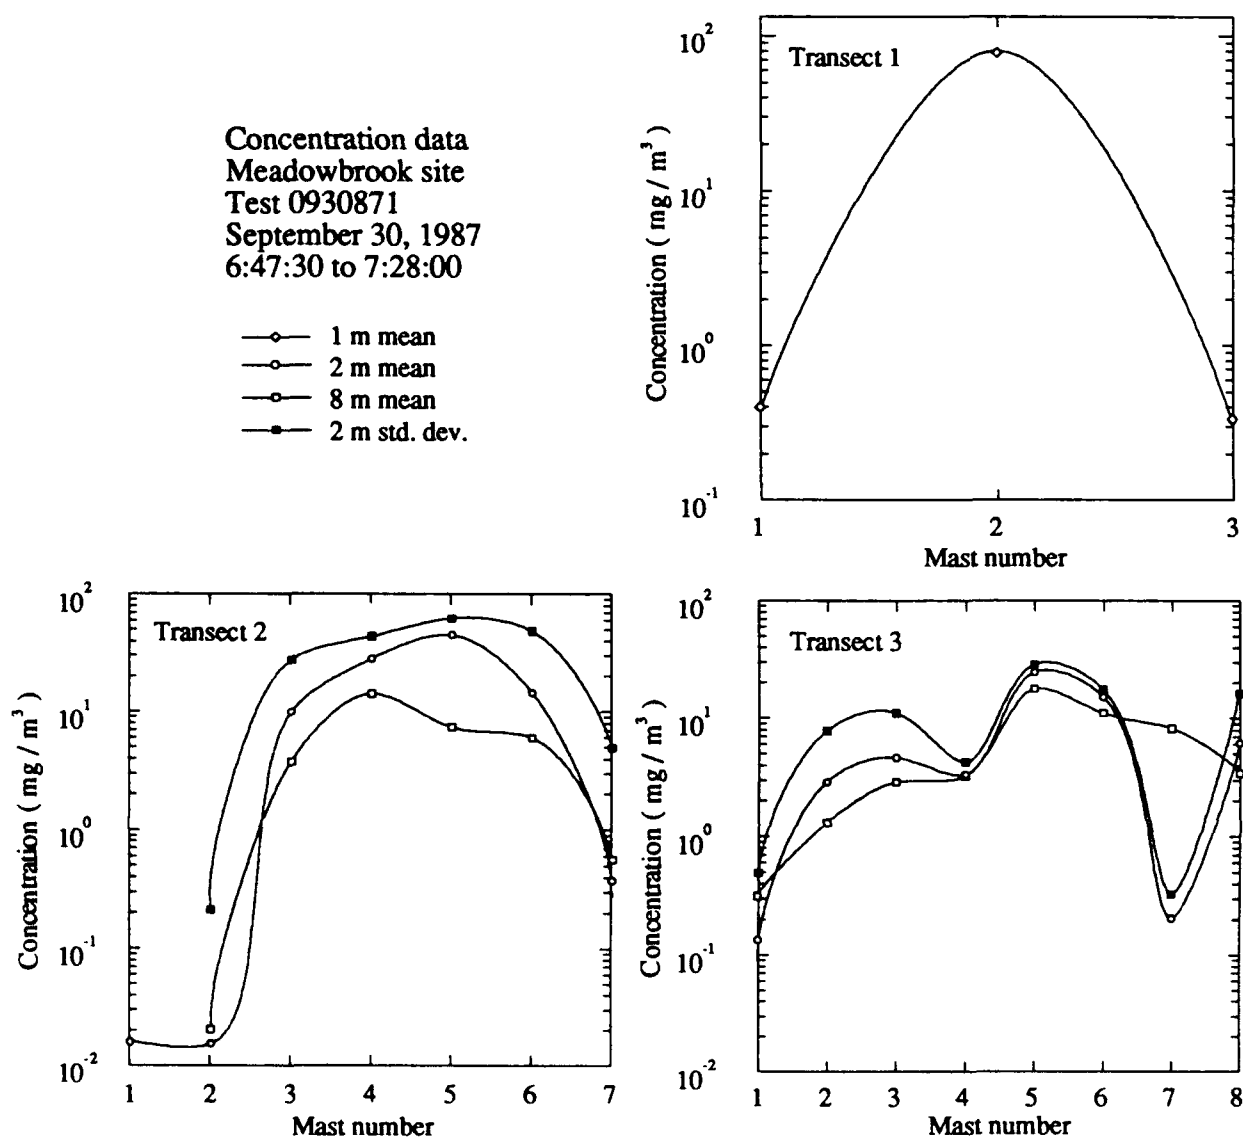 Concentration data
Meadowbrook site
Test 0930871
September 30, 1987
6:47:30 to 7:28:00
1 m mean
2 m mean
8 m mean
2 m std. dev.
Transect 1
Concentration ( mg / m³ )
10²
10¹
10⁰
10⁻¹
1 2 3
Mast number
Transect 2
Concentration ( mg / m³ )
10²
10¹
10⁰
10⁻¹
10⁻²
1 2 3 4 5 6 7
Mast number
Transect 3
Concentration ( mg / m³ )
10²
10¹
10⁰
10⁻¹
10⁻²
1 2 3 4 5 6 7 8
Mast number